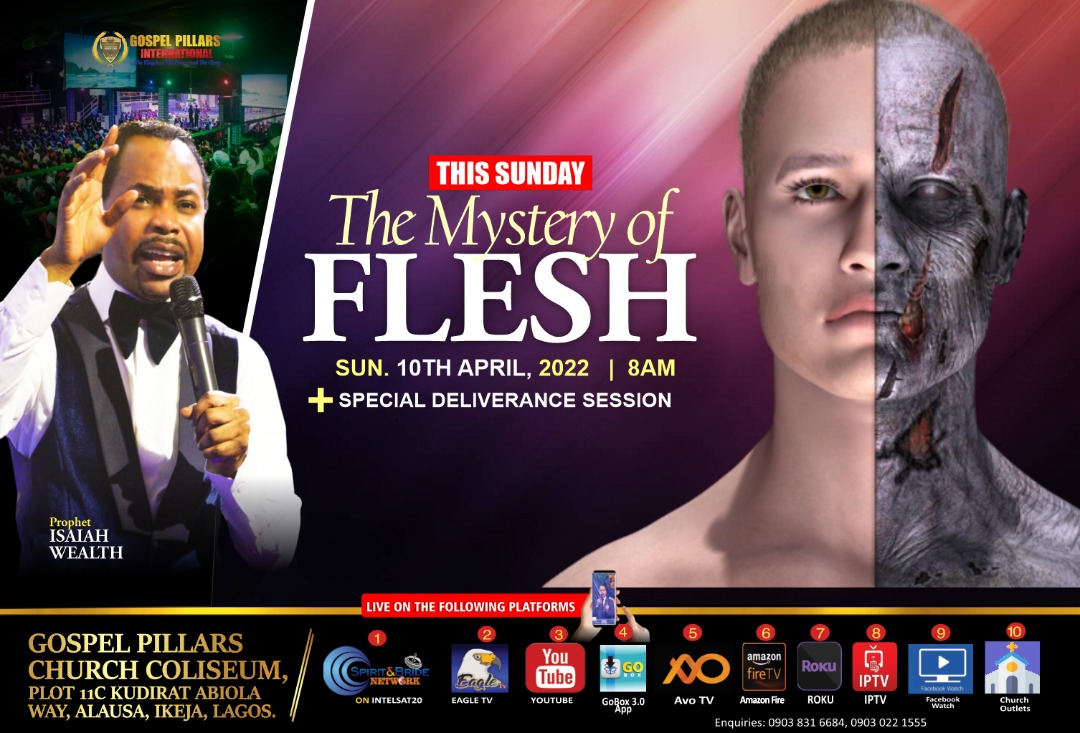 GOSPEL PILLARS
INTERNATIONAL
THIS SUNDAY
The Mystery of
FLESH
SUN. 10TH APRIL, 2022 | 8AM
+ SPECIAL DELIVERANCE SESSION
Prophet
ISAIAH
WEALTH
LIVE ON THE FOLLOWING PLATFORMS
GOSPEL PILLARS
CHURCH COLISEUM,
PLOT 11C KUDIRAT ABIOLA
WAY, ALAUSA, IKEJA, LAGOS.
1
SPIRIT&BRIDE
NETWORK
ON INTELSAT20
2
Eagle
EAGLE TV
3
You
Tube
YOUTUBE
4
GO
BOX
GoBox 3.0
App
5
Avo TV
6
amazon
fireTV
Amazon Fire
7
Roku
ROKU
8
IPTV
IPTV
9
Facebook Watch
Facebook
Watch
10
Church
Outlets
Enquiries: 0903 831 6684, 0903 022 1555